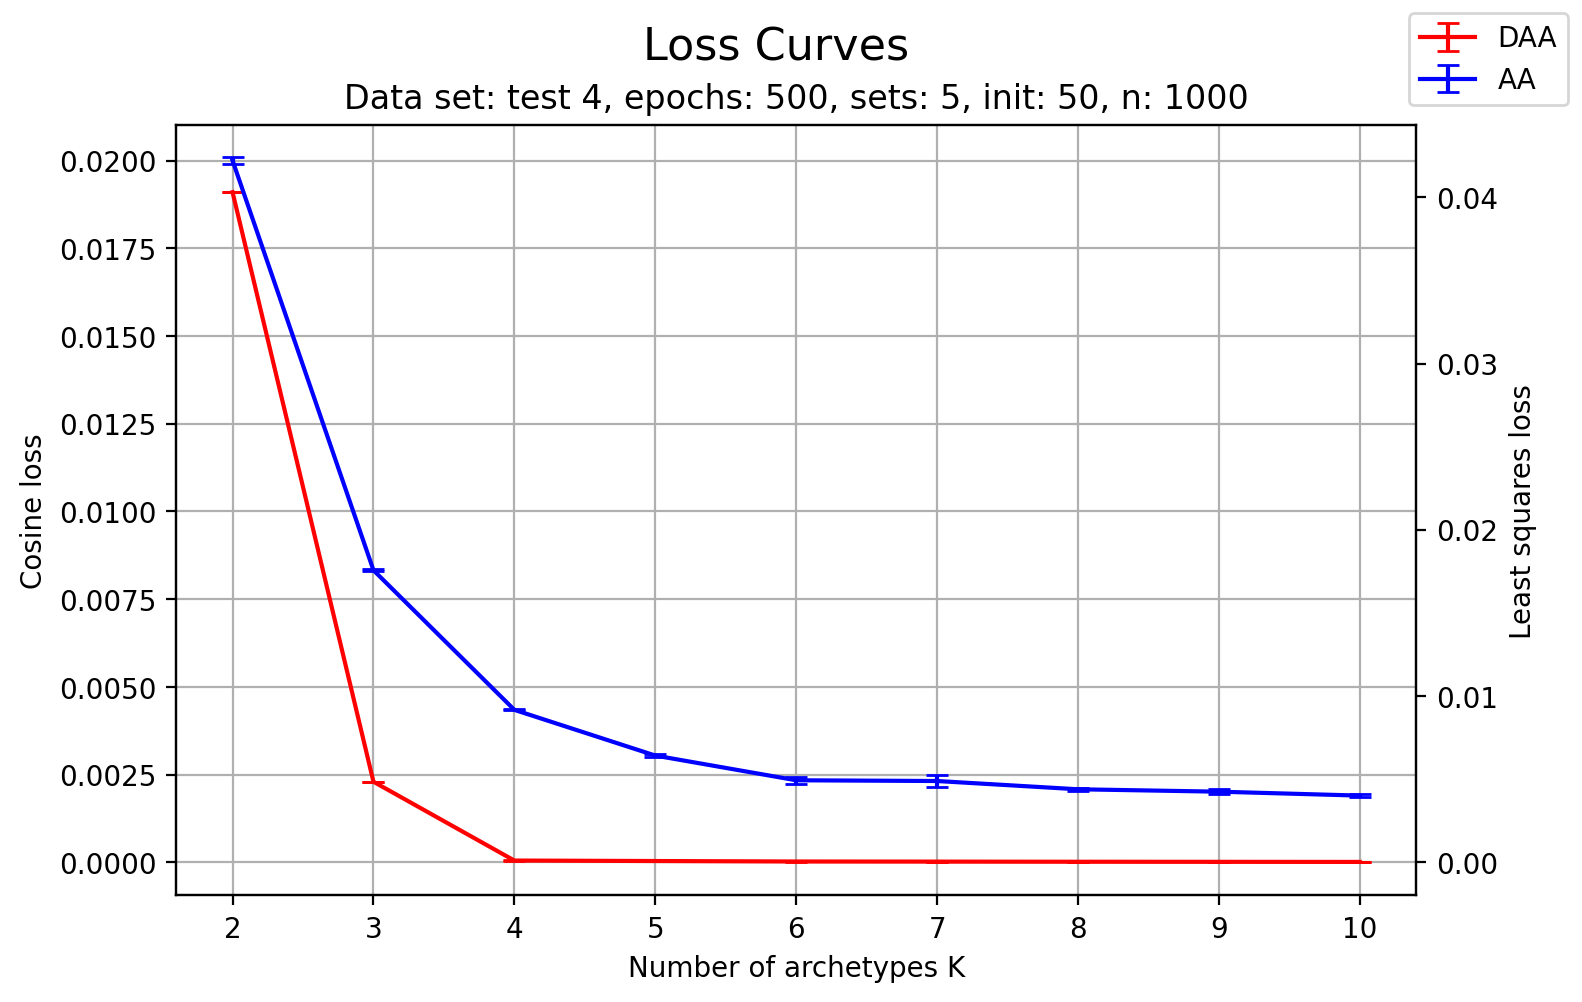 Loss Curves
Data set: test 4, epochs: 500, sets: 5, init: 50, n: 1000
DAA
AA
Cosine loss
0.0200
0.0175
0.0150
0.0125
0.0100
0.0075
0.0050
0.0025
0.0000
0.04
0.03
0.02
0.01
0.00
Least squares loss
2 3 4 5 6 7 8 9 10
Number of archetypes K